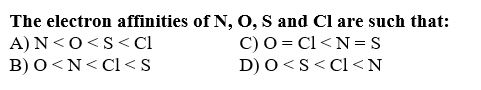 The electron affinities of N, O, S and Cl are such that:
A) N < O < S < Cl C) O = Cl < N = S
B) O < N < Cl < S D) O < S < Cl < N